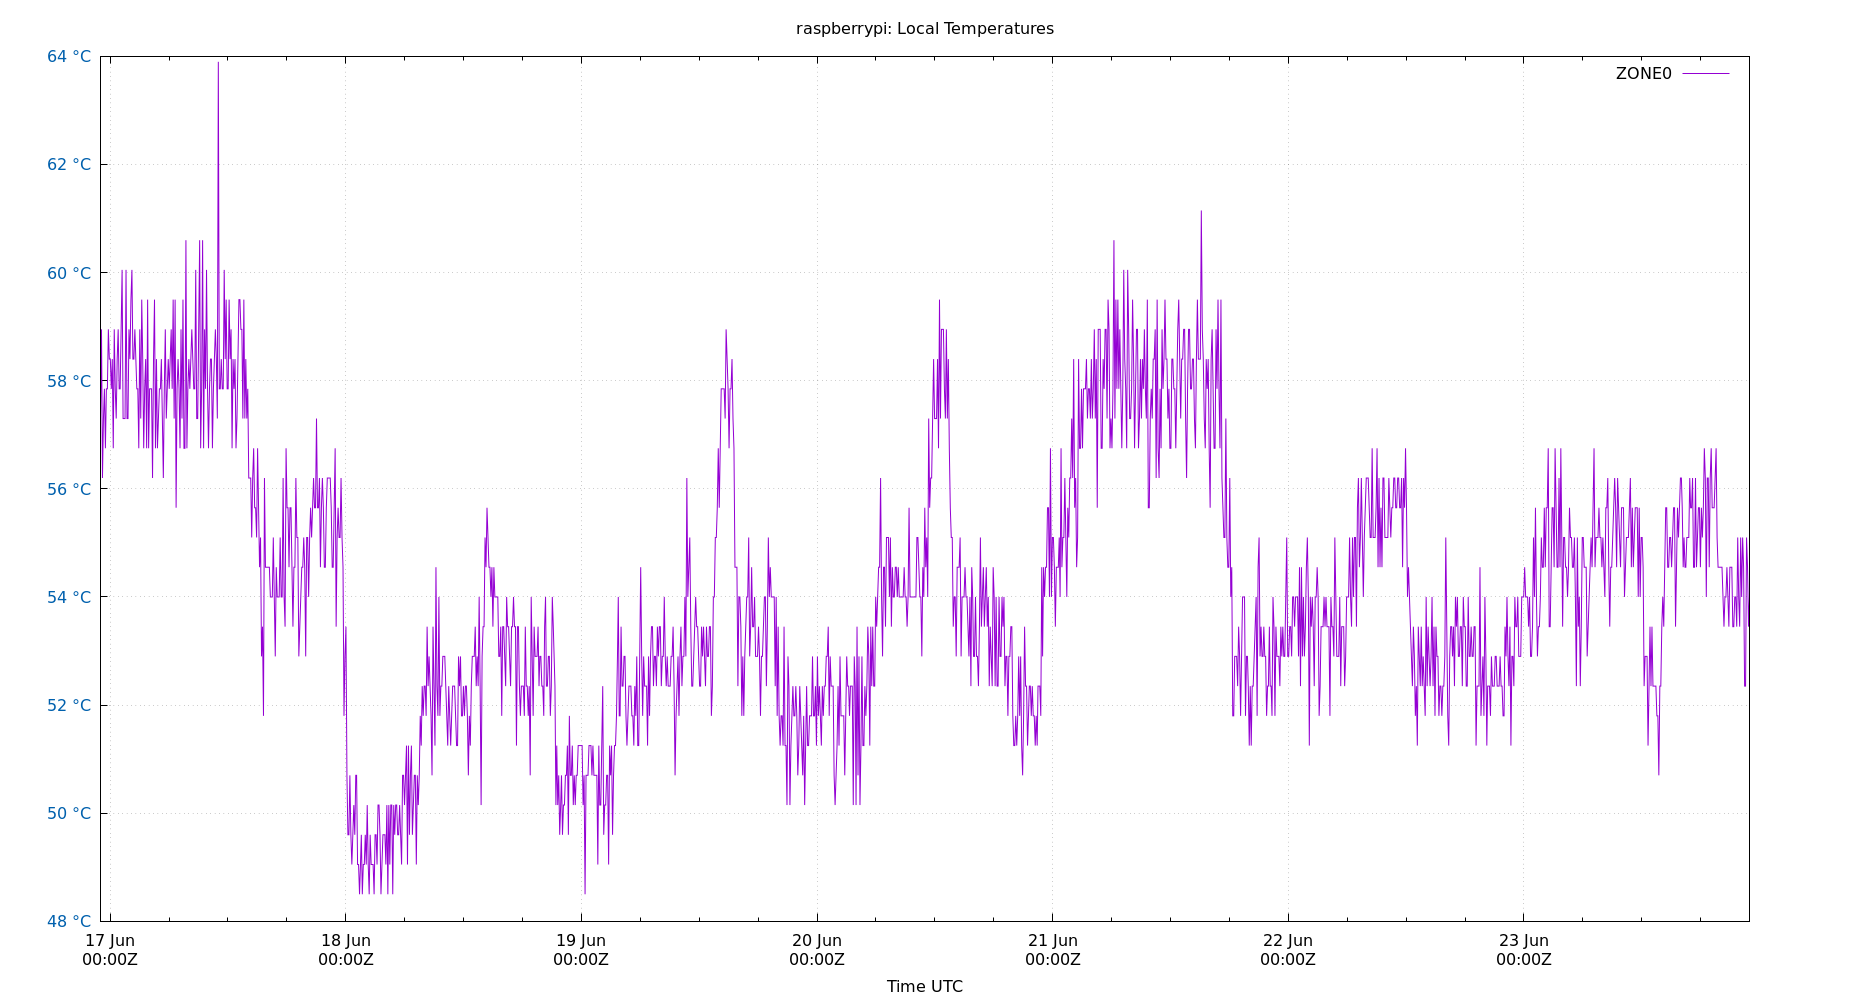 raspberrypi: Local Temperatures
ZONE0
64 °C
62 °C
60 °C
58 °C
56 °C
54 °C
52 °C
50 °C
48 °C
17 Jun 18 Jun 19 Jun 20 Jun 21 Jun 22 Jun 23 Jun
00:00Z 00:00Z 00:00Z 00:00Z 00:00Z 00:00Z 00:00Z
Time UTC